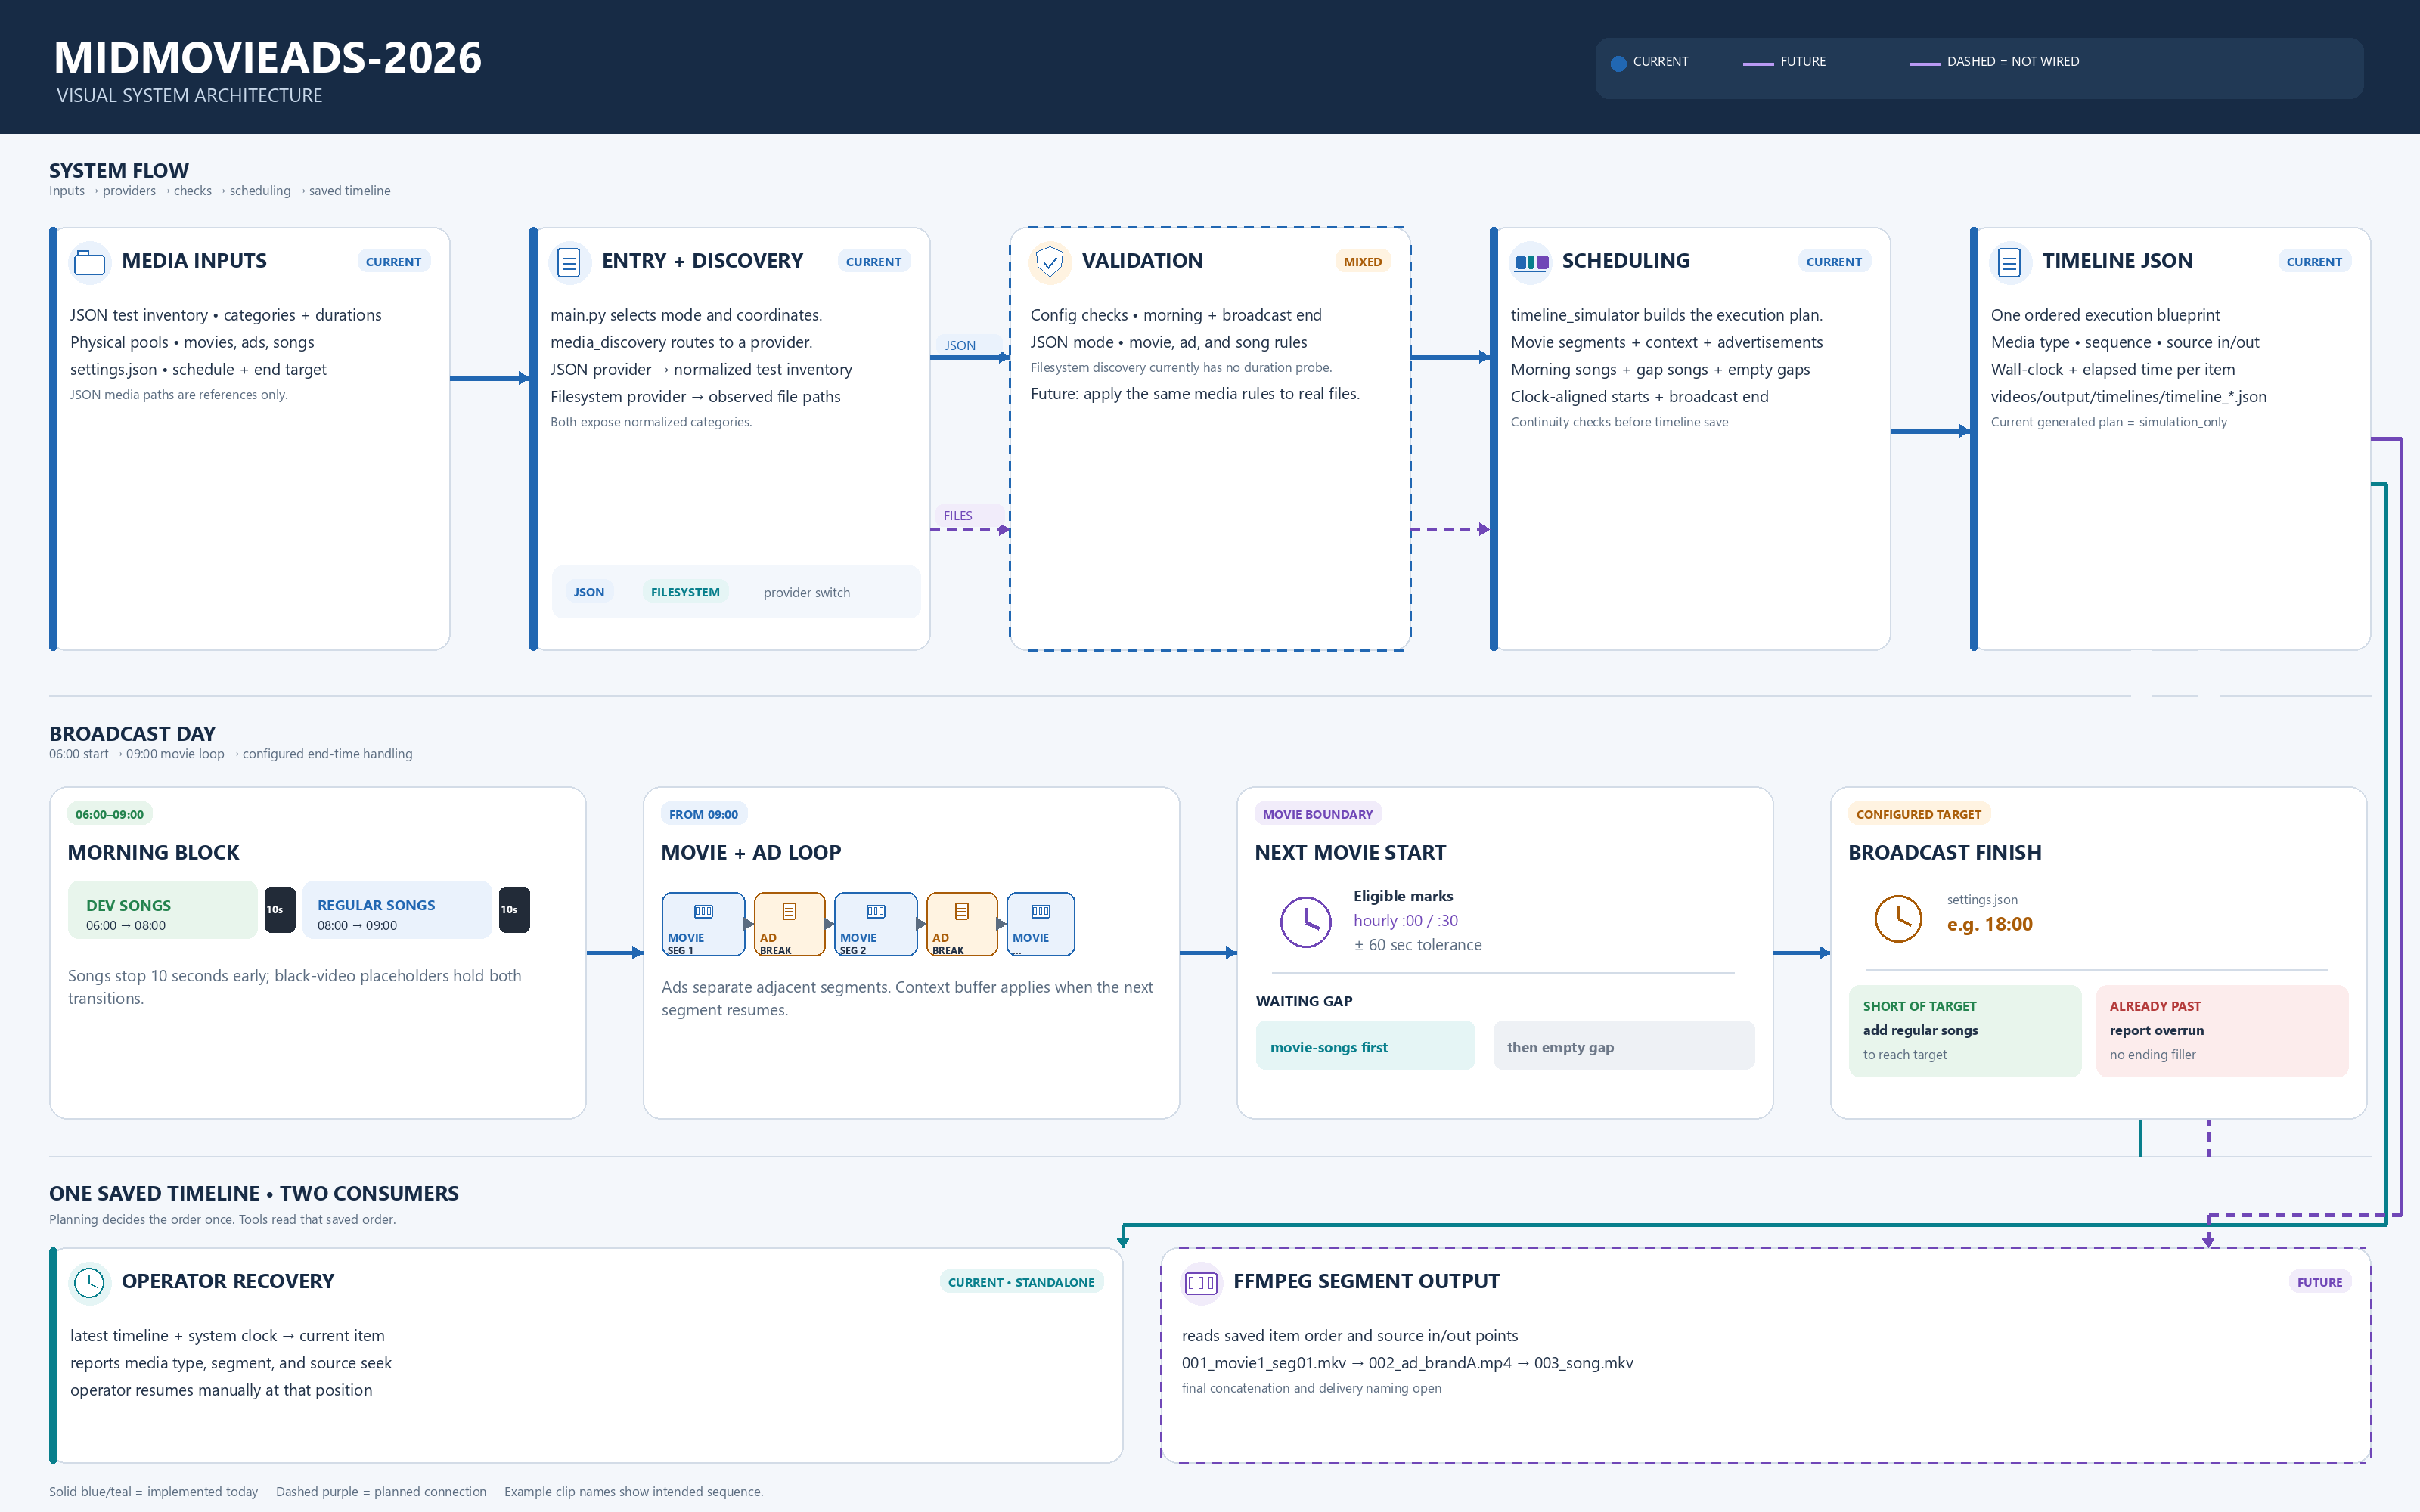 MIDMOVIEADS-2026
VISUAL SYSTEM ARCHITECTURE
CURRENT
FUTURE
DASHED = NOT WIRED
SYSTEM FLOW
Inputs → providers → checks → scheduling → saved timeline
MEDIA INPUTS
CURRENT
JSON test inventory • categories + durations
Physical pools • movies, ads, songs
settings.json • schedule + end target
JSON media paths are references only.
ENTRY + DISCOVERY
CURRENT
main.py selects mode and coordinates.
media_discovery routes to a provider.
JSON provider → normalized test inventory
Filesystem provider → observed file paths
Both expose normalized categories.
JSON
FILESYSTEM
provider switch
JSON
FILES
VALIDATION
MIXED
Config checks • morning + broadcast end
JSON mode • movie, ad, and song rules
Filesystem discovery currently has no duration probe.
Future: apply the same media rules to real files.
SCHEDULING
CURRENT
timeline_simulator builds the execution plan.
Movie segments + context + advertisements
Morning songs + gap songs + empty gaps
Clock-aligned starts + broadcast end
Continuity checks before timeline save
TIMELINE JSON
CURRENT
One ordered execution blueprint
Media type • sequence • source in/out
Wall-clock + elapsed time per item
videos/output/timelines/timeline_*.json
Current generated plan = simulation_only
BROADCAST DAY
06:00 start → 09:00 movie loop → configured end-time handling
06:00–09:00
MORNING BLOCK
DEV SONGS
06:00 → 08:00
10s
REGULAR SONGS
08:00 → 09:00
10s
Songs stop 10 seconds early; black-video placeholders hold both
transitions.
FROM 09:00
MOVIE + AD LOOP
MOVIE
SEG 1
AD
BREAK
MOVIE
SEG 2
AD
BREAK
MOVIE
...
Ads separate adjacent segments. Context buffer applies when the next
segment resumes.
MOVIE BOUNDARY
NEXT MOVIE START
Eligible marks
hourly :00 / :30
± 60 sec tolerance
WAITING GAP
movie-songs first
then empty gap
CONFIGURED TARGET
BROADCAST FINISH
settings.json
e.g. 18:00
SHORT OF TARGET
add regular songs
to reach target
ALREADY PAST
report overrun
no ending filler
ONE SAVED TIMELINE • TWO CONSUMERS
Planning decides the order once. Tools read that saved order.
OPERATOR RECOVERY
CURRENT • STANDALONE
latest timeline + system clock → current item
reports media type, segment, and source seek
operator resumes manually at that position
FFMPEG SEGMENT OUTPUT
FUTURE
reads saved item order and source in/out points
001_movie1_seg01.mkv → 002_ad_brandA.mp4 → 003_song.mkv
final concatenation and delivery naming open
Solid blue/teal = implemented today Dashed purple = planned connection Example clip names show intended sequence.